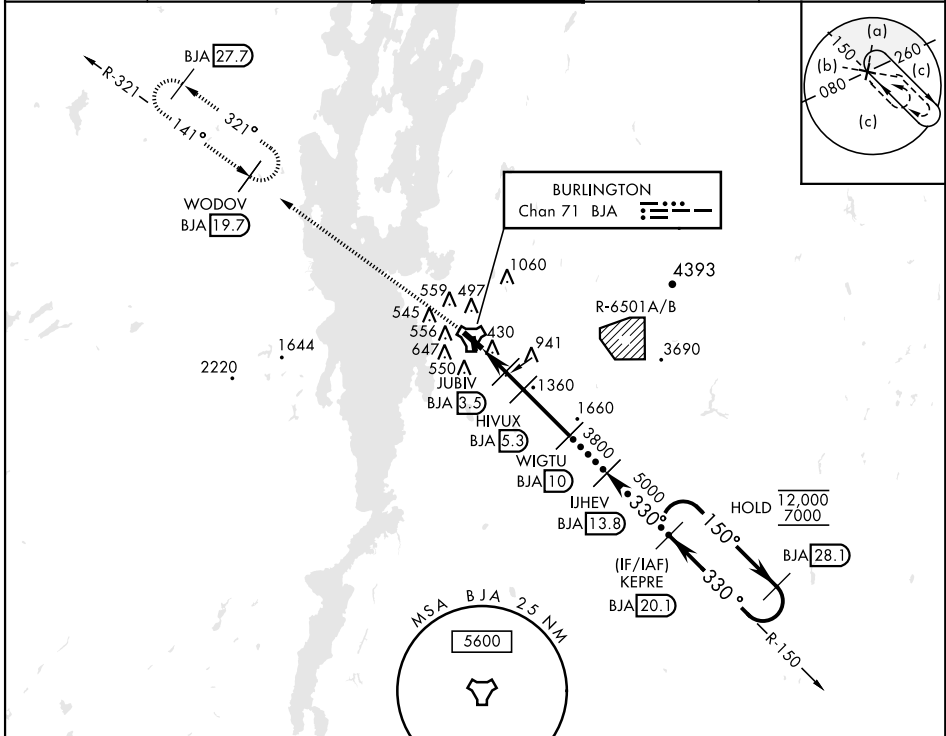 BJA 27.7
R-321
321°
141°
WODOV
BJA 19.7
(a)
150
260
(b)
(c)
080
(c)
BURLINGTON
Chan 71 BJA
1060
4393
559
497
545
R-6501A/B
556
430
941
647
3690
1644
550
2220
JUBIV
BJA 3.5
1360
HIVUX
BJA 5.3
1660
3800
WIGTU
BJA 10
5000
IJHEV
BJA 13.8
330°
150°
HOLD 12,000
7000
BJA 28.1
(IF/IAF)
KEPRE
BJA 20.1
330°
R-150
MSA BJA 25 NM
5600